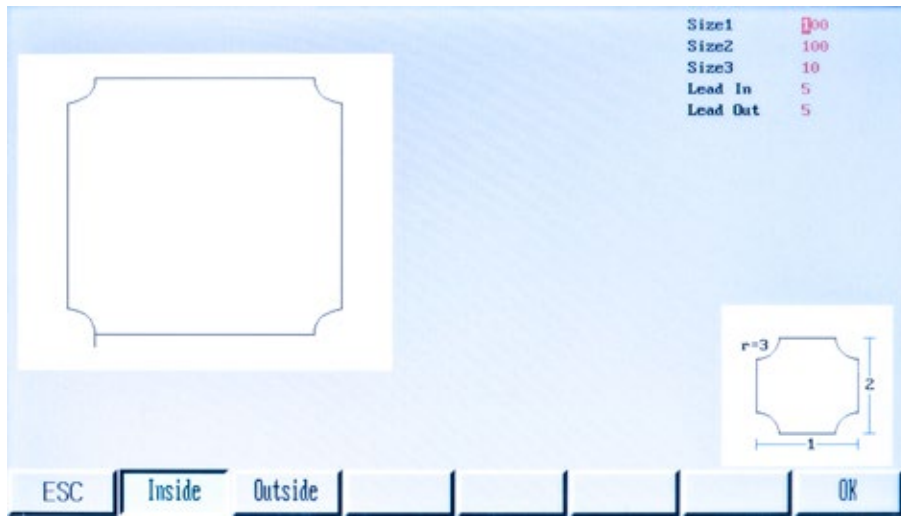 Size1 100
Size2 100
Size3 10
Lead In 5
Lead Out 5
r=3
2
1
ESC Inside Outside OK